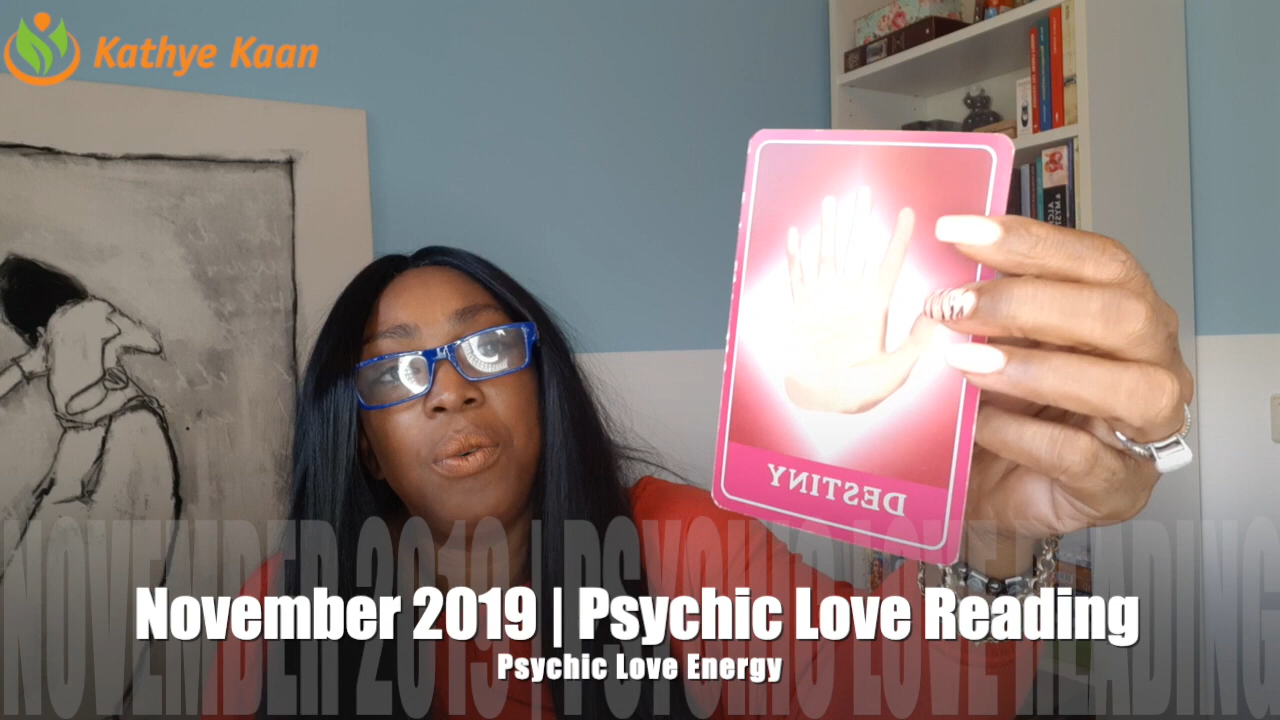 Kathye Kaan
DESTINY
NOVEMBER 2019 | PSYCHIC LOVE READING
November 2019 | Psychic Love Reading
Psychic Love Energy